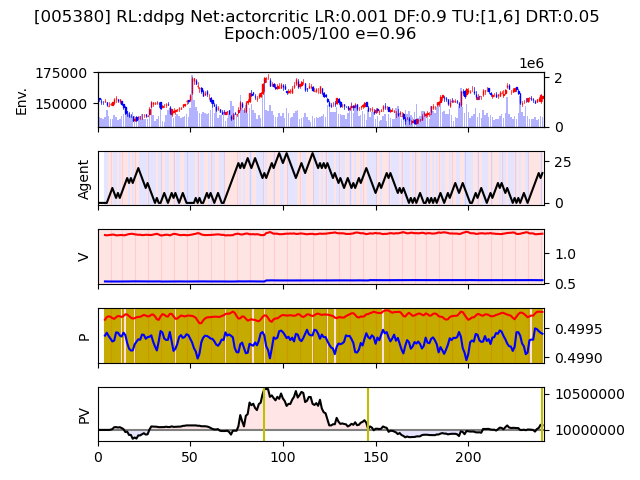 [005380] RL:ddpg Net:actorcritic LR:0.001 DF:0.9 TU:[1,6] DRT:0.05
Epoch:005/100 e=0.96
1e6
175000
150000
Env.
2
0
Agent
25
0
V
1.0
0.5
P
0.4995
0.4990
PV
10500000
10000000
0 50 100 150 200